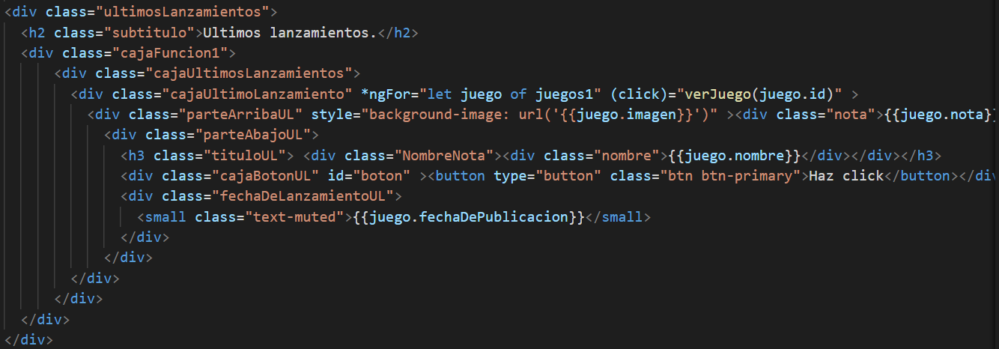 <div class="ultimosLanzamientos">
<h2 class="subtitulo">Ultimos lanzamientos.</h2>
<div class="cajaFuncion1">
<div class="cajaUltimosLanzamientos">
<div class="cajaUltimoLanzamiento" *ngFor="let juego of juegos1" (click)="verJuego(juego.id)" >
<div class="parteArribaUL" style="background-image: url('{{juego.imagen}}')" ><div class="nota">{{juego.nota}
<div class="parteAbajoUL">
<h3 class="tituloUL"> <div class="NombreNota"><div class="nombre">{{juego.nombre}}</div></div></h3>
<div class="cajaBotonUL" id="boton" ><button type="button" class="btn btn-primary">Haz click</button></div
<div class="fechaDeLanzamientoUL">
<small class="text-muted">{{juego.fechaDePublicacion}}</small>
</div>
</div>
</div>
</div>
</div>
</div>